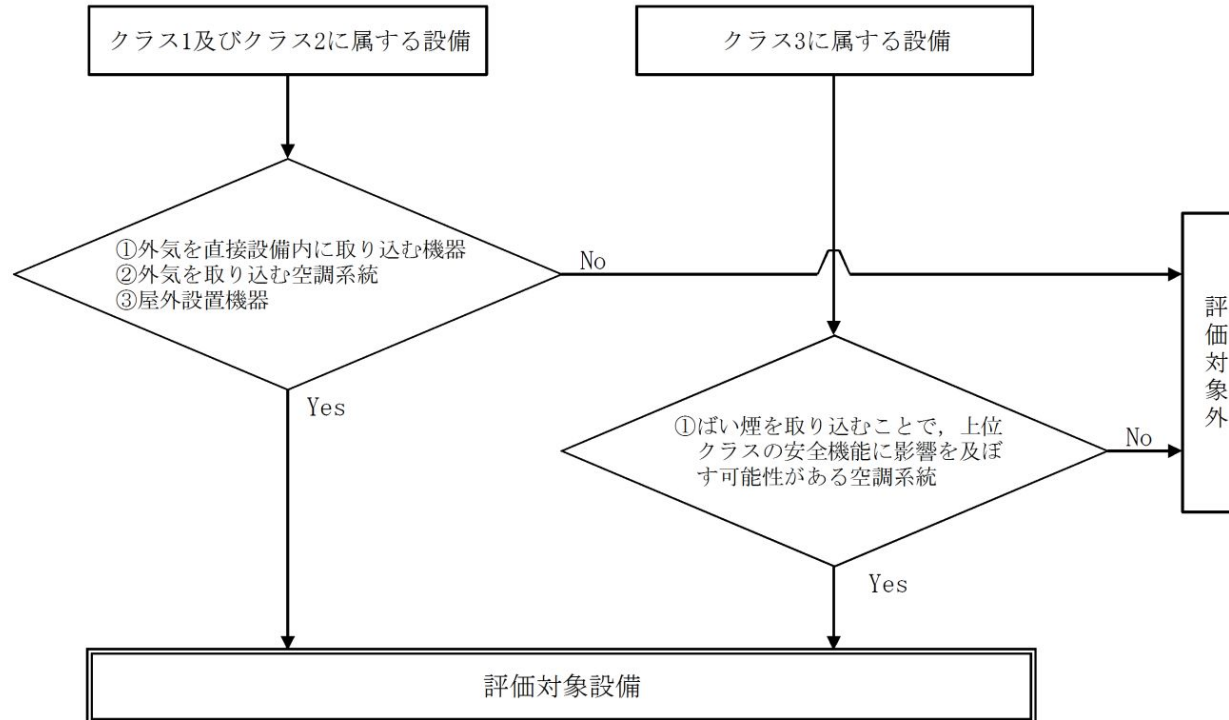 クラス1及びクラス2に属する設備
クラス3に属する設備
①外気を直接設備内に取り込む機器
②外気を取り込む空調系統
③屋外設置機器
No
Yes
①ばい煙を取り込むことで，上位
クラスの安全機能に影響を及ぼ
す可能性がある空調系統
No
Yes
評価対象外
評価対象設備